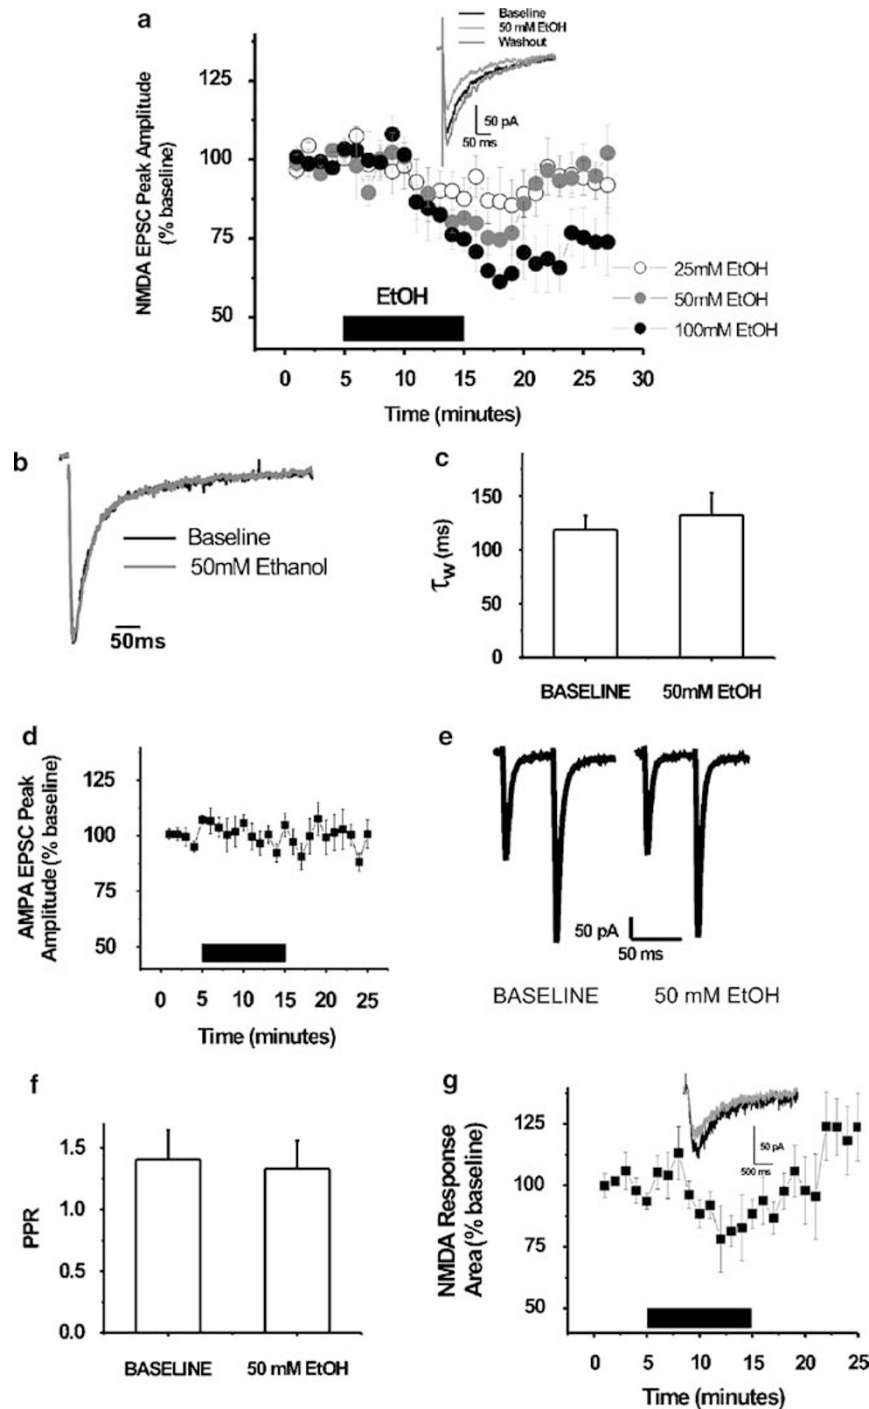 a
Baseline
50 mM EtOH
Washout
125
100
75
50
NMDA EPSC Peak Amplitude
(% baseline)
50 pA
50 ms
EtOH
25mM EtOH
50mM EtOH
100mM EtOH
0 5 10 15 20 25 30
Time (minutes)
b
Baseline
50mM Ethanol
50ms
c
150
100
50
0
τw (ms)
BASELINE 50mM EtOH
d
125
100
75
50
AMPA EPSC Peak
Amplitude (% baseline)
0 5 10 15 20 25
Time (minutes)
e
50 pA
50 ms
BASELINE 50 mM EtOH
f
1.5
1.0
0.5
0.0
PPR
BASELINE 50 mM EtOH
g
125
100
75
50
NMDA Response
Area (% baseline)
50 pA
500 ms
0 5 10 15 20 25
Time (minutes)